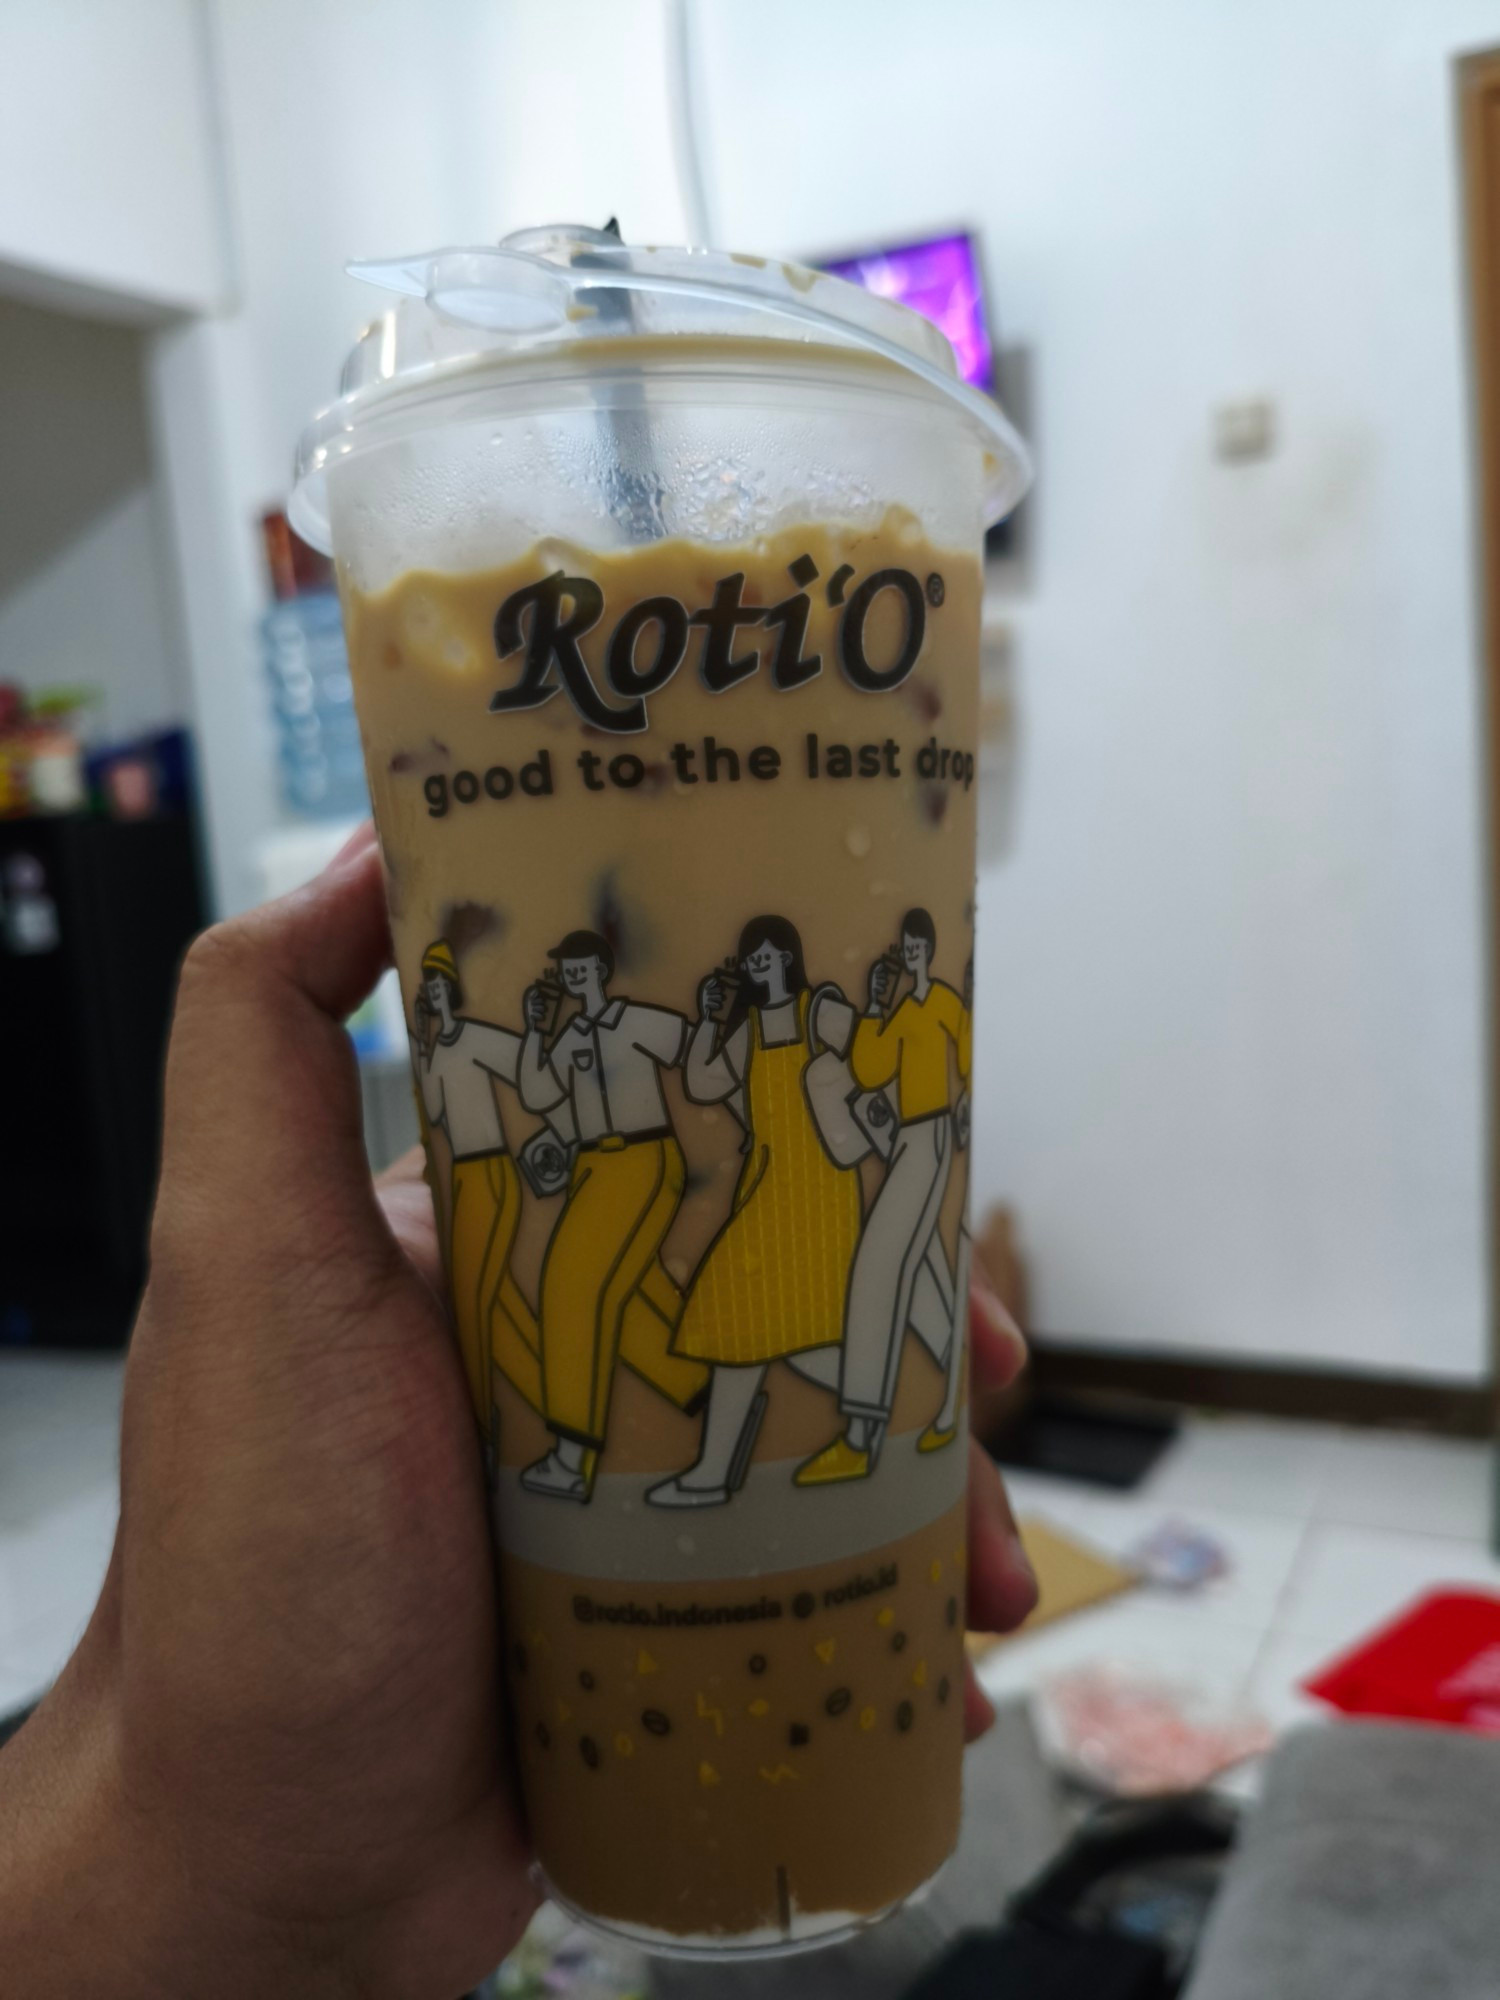 Roti‘O®
good to the last drop
@rotio.indonesia @ rotio.id